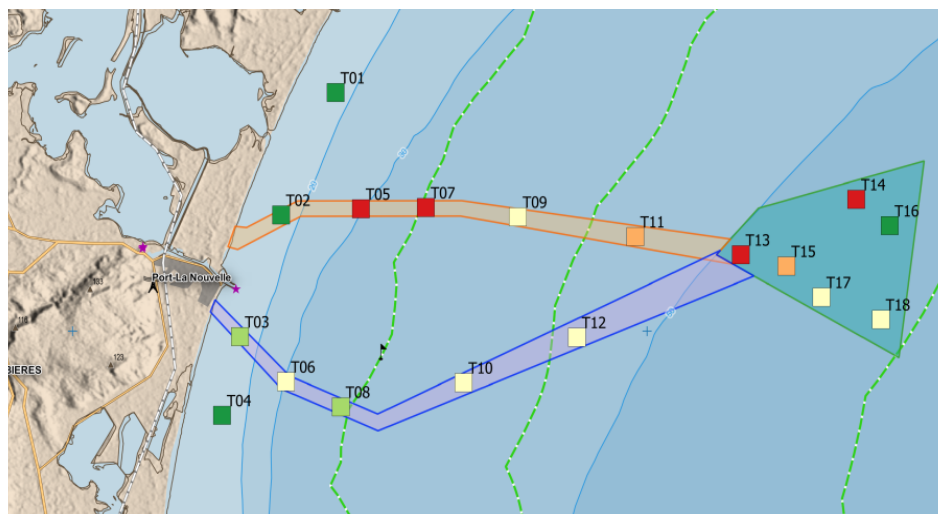 T01
T14
T02
T05
T07
T09
T16
T11
T13
T15
Port-La Nouvelle
T17
T18
T03
T12
BIERES
123
T06
T10
T08
T04